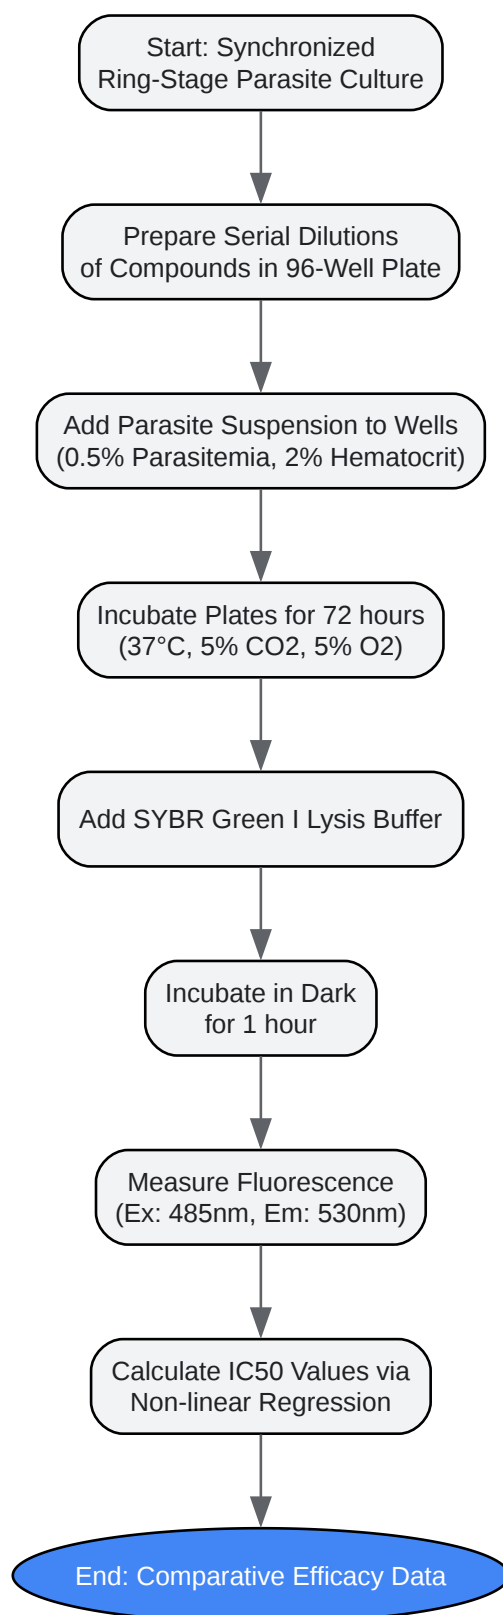 Start: Synchronized
Ring-Stage Parasite Culture
Prepare Serial Dilutions
of Compounds in 96-Well Plate
Add Parasite Suspension to Wells
(0.5% Parasitemia, 2% Hematocrit)
Incubate Plates for 72 hours
(37°C, 5% CO2, 5% O2)
Add SYBR Green I Lysis Buffer
Incubate in Dark
for 1 hour
Measure Fluorescence
(Ex: 485nm, Em: 530nm)
Calculate IC50 Values via
Non-linear Regression
End: Comparative Efficacy Data